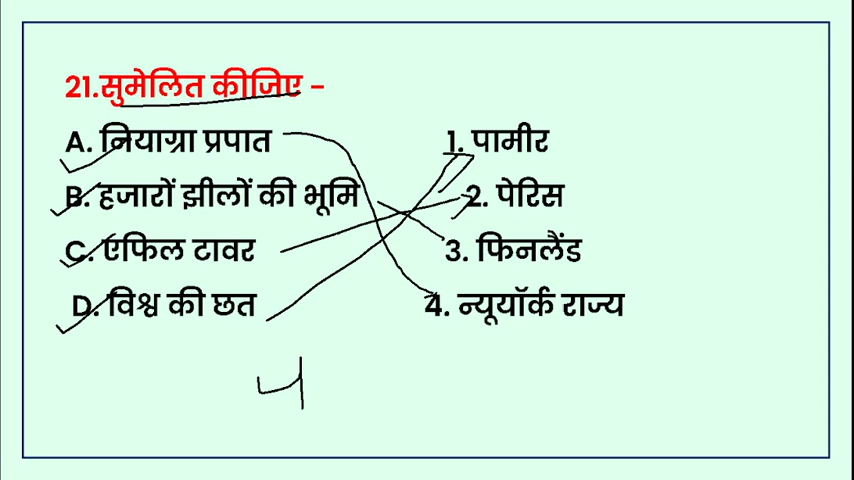 21.सुमेलित कीजिए –
A. नियाग्रा प्रपात 1. पामीर
B. हजारों झीलों की भूमि 2. पेरिस
C. एफिल टावर 3. फिनलैंड
D. विश्व की छत 4. न्यूयॉर्क राज्य